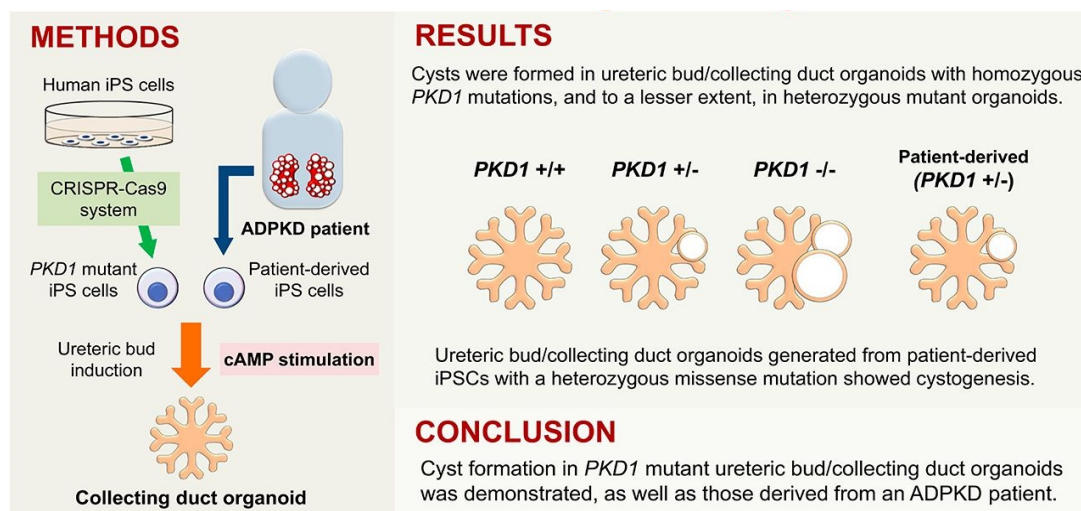 METHODS
Human iPS cells
CRISPR-Cas9
system
ADPKD patient
PKD1 mutant
iPS cells
Patient-derived
iPS cells
Ureteric bud
induction
cAMP stimulation
Collecting duct organoid
RESULTS
Cysts were formed in ureteric bud/collecting duct organoids with homozygous
PKD1 mutations, and to a lesser extent, in heterozygous mutant organoids.
PKD1 +/+
PKD1 +/-
PKD1 -/-
Patient-derived
(PKD1 +/-)
Ureteric bud/collecting duct organoids generated from patient-derived
iPSCs with a heterozygous missense mutation showed cystogenesis.
CONCLUSION
Cyst formation in PKD1 mutant ureteric bud/collecting duct organoids
was demonstrated, as well as those derived from an ADPKD patient.